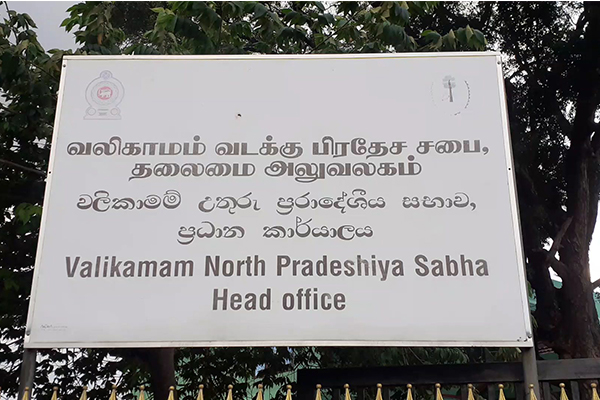 வலிகாமம் வடக்கு பிரதேச சபை,
தலைமை அலுவலகம்
වලිකාමම් උතුරු ප්‍රාදේශීය සභාව,
ප්‍රධාන කාර්යාලය
Valikamam North Pradeshiya Sabha
Head office